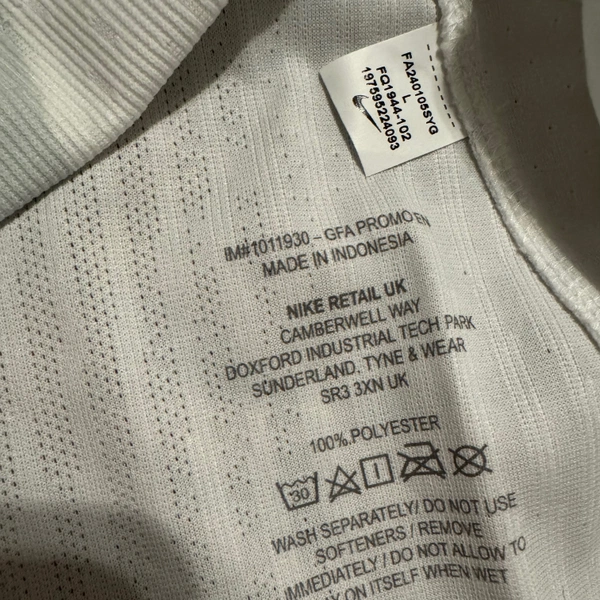 FA240105SYG
L
FQ1944-102
197595224093
IM#1011930 – GFA PROMO EN
MADE IN INDONESIA
NIKE RETAIL UK
CAMBERWELL WAY
DOXFORD INDUSTRIAL TECH PARK
SUNDERLAND. TYNE & WEAR
SR3 3XN UK
100%.POLYESTER
30
WASH SEPARATELY/ DO NOT USE
SOFTENERS / REMOVE
IMMEDIATELY / DO NOT ALLOW TO
ON ITSELF WHEN WET